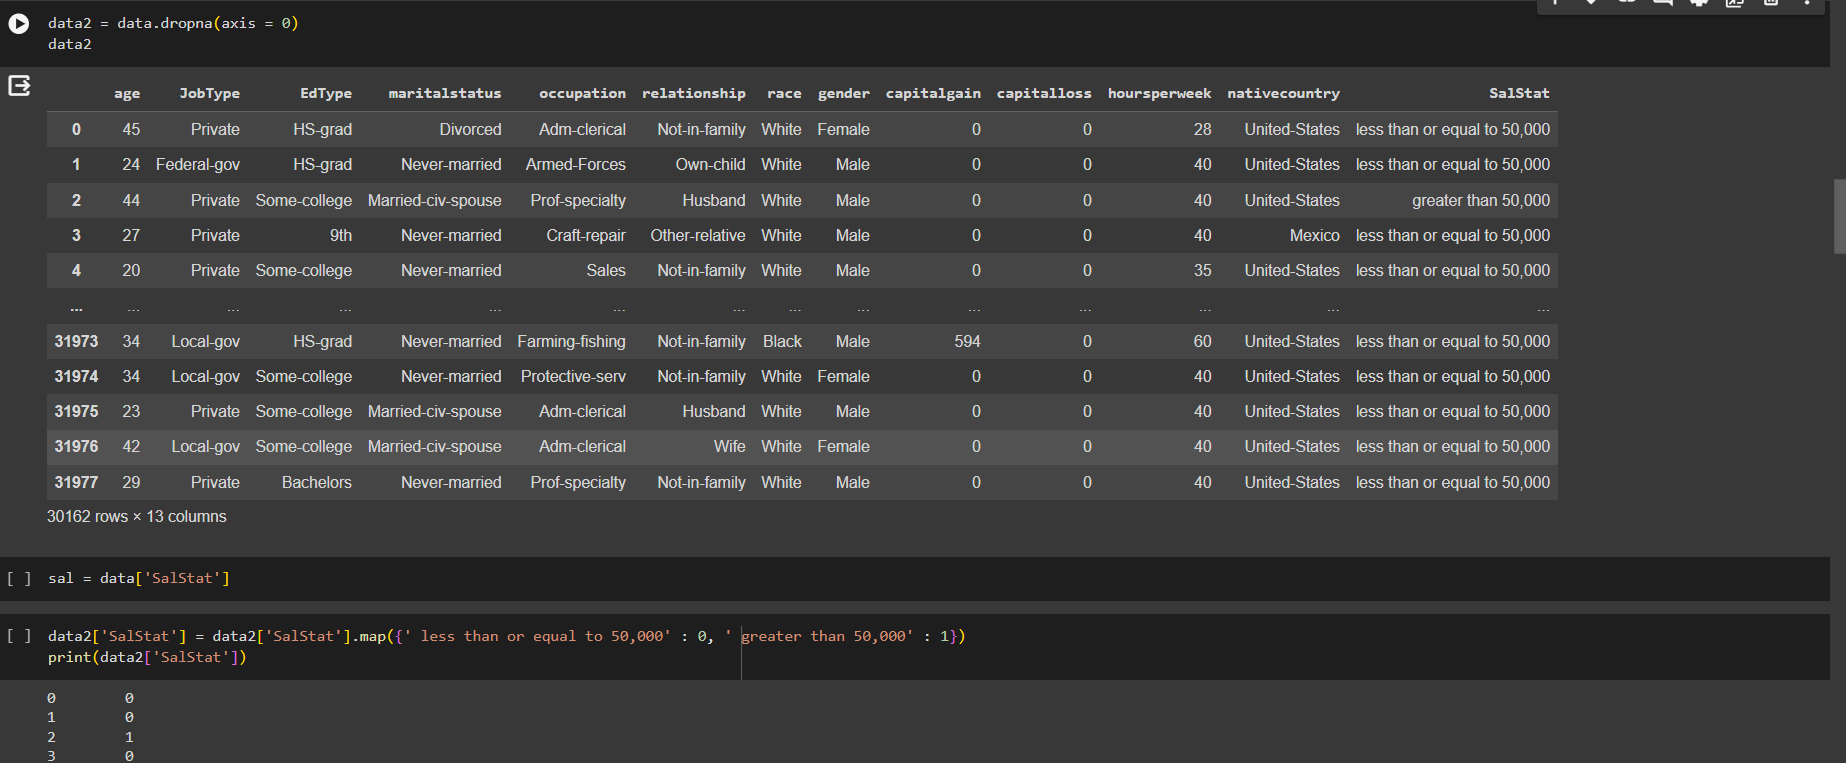 data2 = data.dropna(axis = 0)
data2
age JobType EdType maritalstatus occupation relationship race gender capitalgain capitalloss hoursperweek nativecountry SalStat
0 45 Private HS-grad Divorced Adm-clerical Not-in-family White Female 0 0 28 United-States less than or equal to 50,000
1 24 Federal-gov HS-grad Never-married Armed-Forces Own-child White Male 0 0 40 United-States less than or equal to 50,000
2 44 Private Some-college Married-civ-spouse Prof-specialty Husband White Male 0 0 40 United-States greater than 50,000
3 27 Private 9th Never-married Craft-repair Other-relative White Male 0 0 40 Mexico less than or equal to 50,000
4 20 Private Some-college Never-married Sales Not-in-family White Male 0 0 35 United-States less than or equal to 50,000
... ... ... ... ... ... ... ... ... ... ... ... ... ...
31973 34 Local-gov HS-grad Never-married Farming-fishing Not-in-family Black Male 594 0 60 United-States less than or equal to 50,000
31974 34 Local-gov Some-college Never-married Protective-serv Not-in-family White Female 0 0 40 United-States less than or equal to 50,000
31975 23 Private Some-college Married-civ-spouse Adm-clerical Husband White Male 0 0 40 United-States less than or equal to 50,000
31976 42 Local-gov Some-college Married-civ-spouse Adm-clerical Wife White Female 0 0 40 United-States less than or equal to 50,000
31977 29 Private Bachelors Never-married Prof-specialty Not-in-family White Male 0 0 40 United-States less than or equal to 50,000
30162 rows × 13 columns
[ ] sal = data['SalStat']
[ ] data2['SalStat'] = data2['SalStat'].map({' less than or equal to 50,000' : 0, ' greater than 50,000' : 1})
print(data2['SalStat'])
0 0
1 0
2 1
3 0